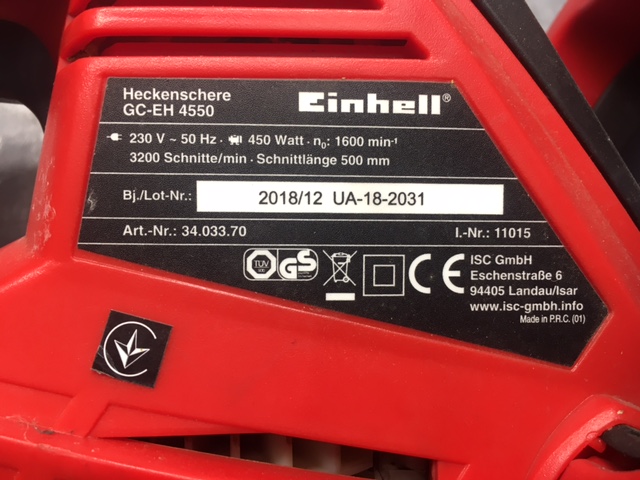 Heckenschere
GC-EH 4550
Einhell®
230 V ~ 50 Hz · 450 Watt · n₀: 1600 min⁻¹
3200 Schnitte/min · Schnittlänge 500 mm
Bj./Lot-Nr.: 2018/12 UA-18-2031
Art.-Nr.: 34.033.70 I.-Nr.: 11015
TÜV GS CE
ISC GmbH
Eschenstraße 6
94405 Landau/Isar
www.isc-gmbh.info
Made in P.R.C. (01)